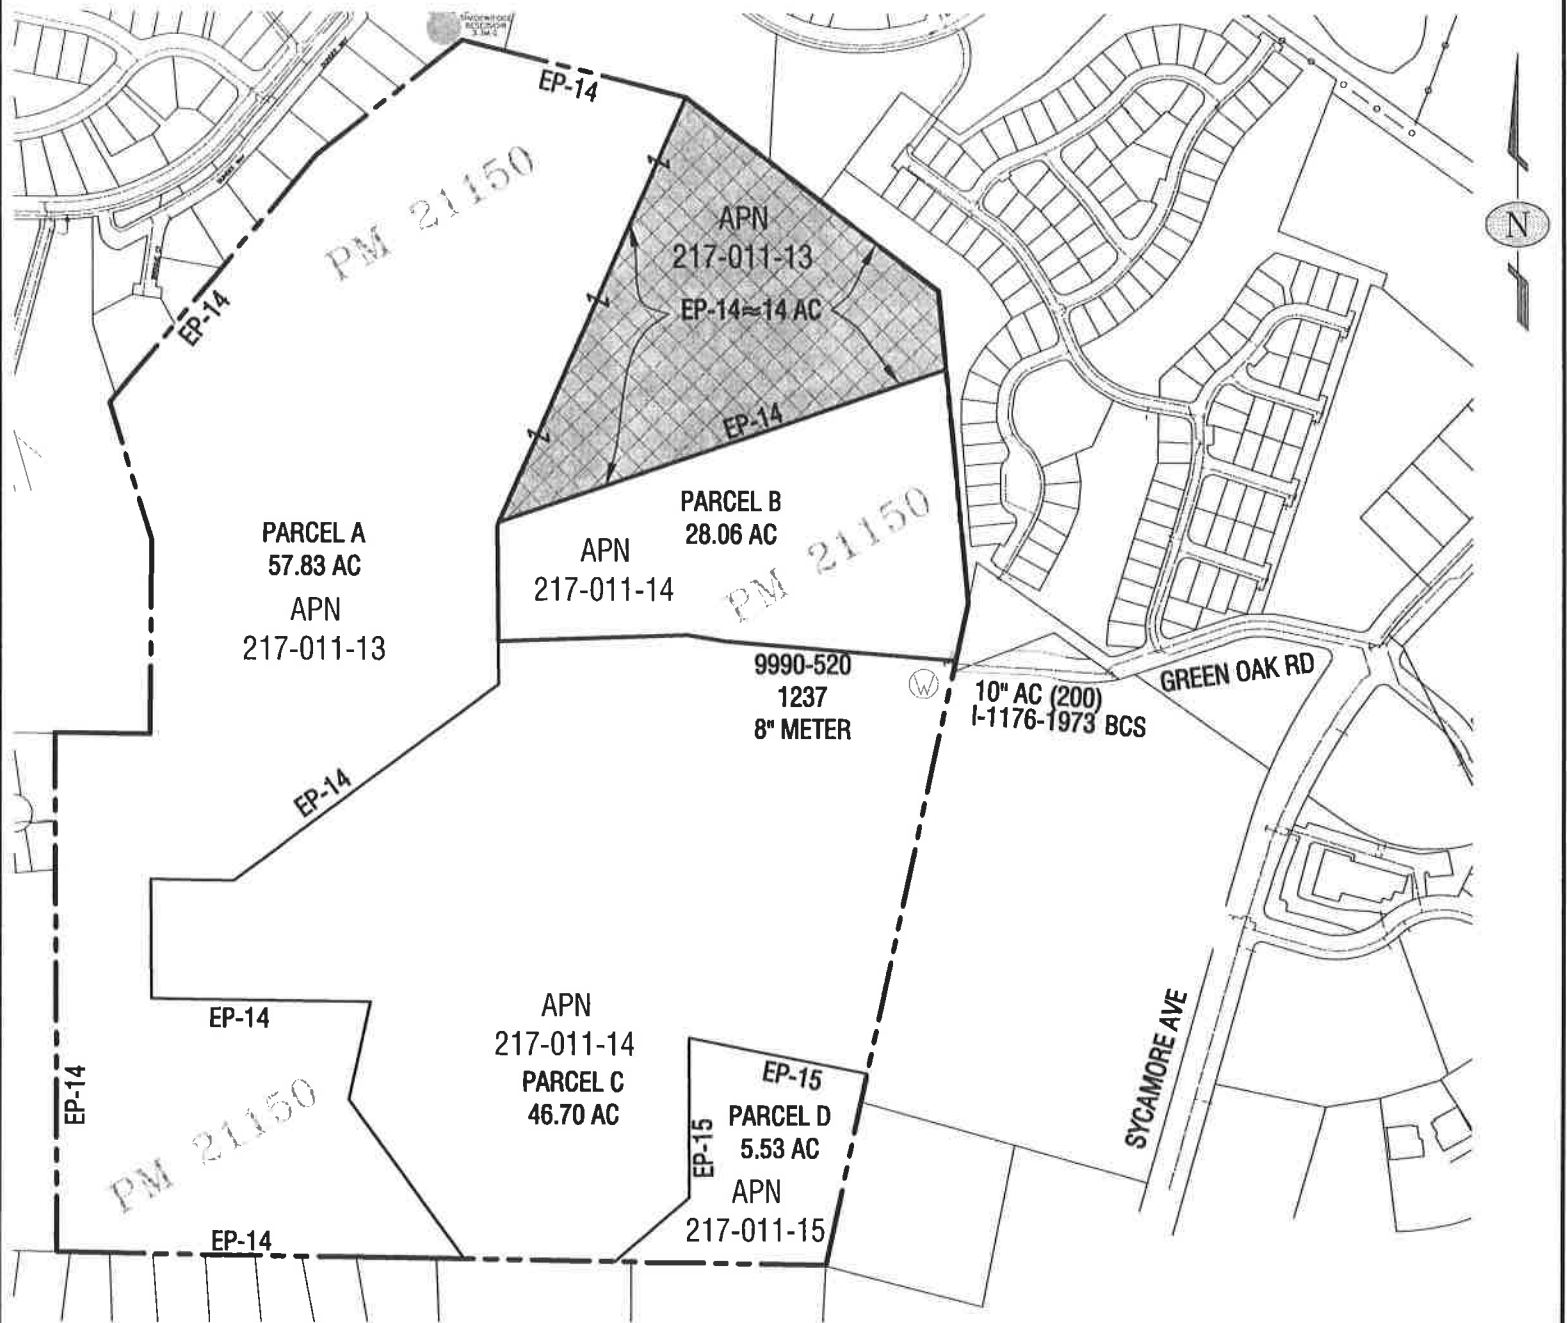 SHADOWRIDGE
RESERVOIR
EP-14
PM 21150
APN
217-011-13
EP-14≈14 AC
N
EP-14
EP-14
PARCEL B
28.06 AC
APN
217-011-14
PM 21150
PARCEL A
57.83 AC
APN
217-011-13
9990-520
1237
8" METER
W
10" AC (200)
I-1176-1973 BCS
GREEN OAK RD
EP-14
EP-14
APN
217-011-14
PARCEL C
46.70 AC
EP-14
PM 21150
EP-14
EP-15
EP-15
PARCEL D
5.53 AC
APN
217-011-15
SYCAMORE AVE